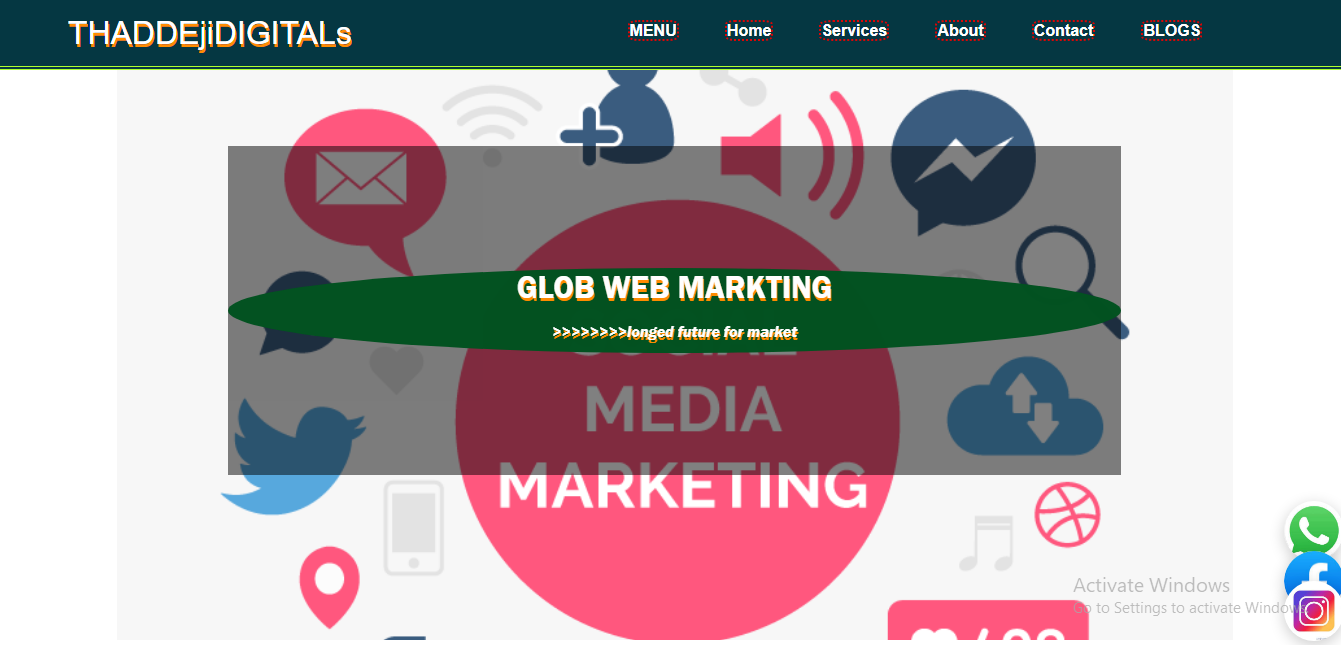 THADDEjiDIGITALs
MENU Home Services About Contact BLOGS
GLOB WEB MARKTING
>>>>>>>>longed future for market
MEDIA
MARKETING
Activate Windows
Go to Settings to activate Windows.